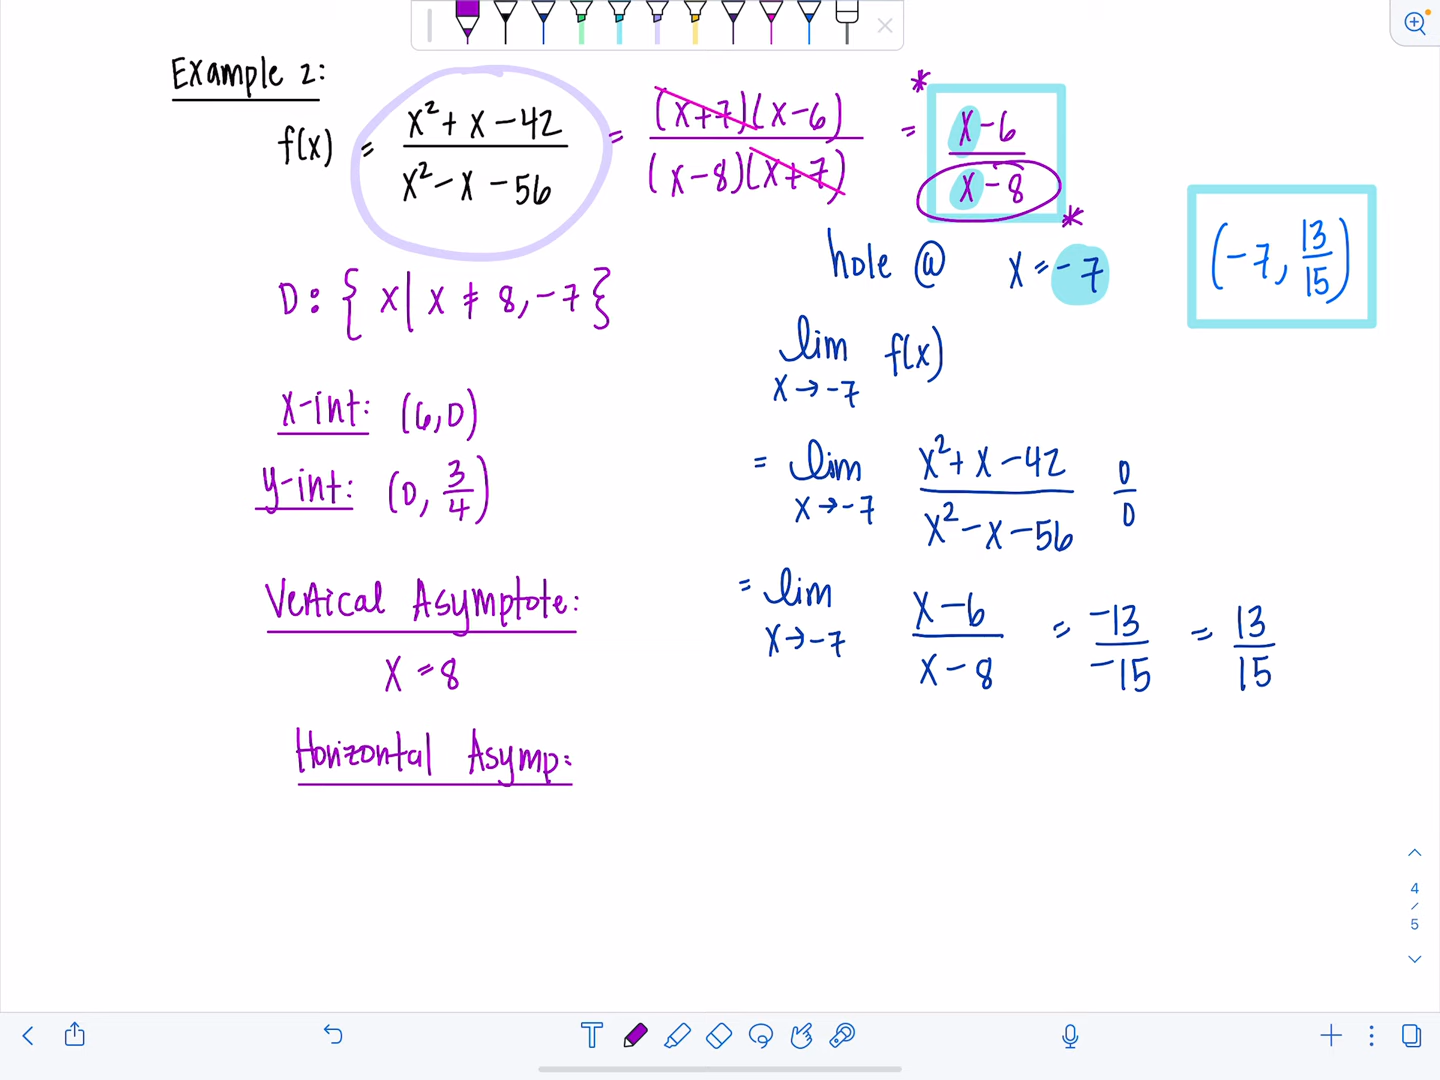 Example 2:
f(x) = (x² + x - 42)/(x² - x - 56) = ((x+7)(x-6))/((x-8)(x+7)) = (x-6)/(x-8)
* *
hole @ x = -7
(-7, 13/15)
D: { x | x ≠ 8, -7 }
lim x→-7 f(x)
x-int: (6, 0)
y-int: (0, 3/4)
= lim x→-7 (x² + x - 42)/(x² - x - 56) 0/0
Vertical Asymptote:
x = 8
= lim x→-7 (x-6)/(x-8) = -13/-15 = 13/15
Horizontal Asymp:
4
/
5
T